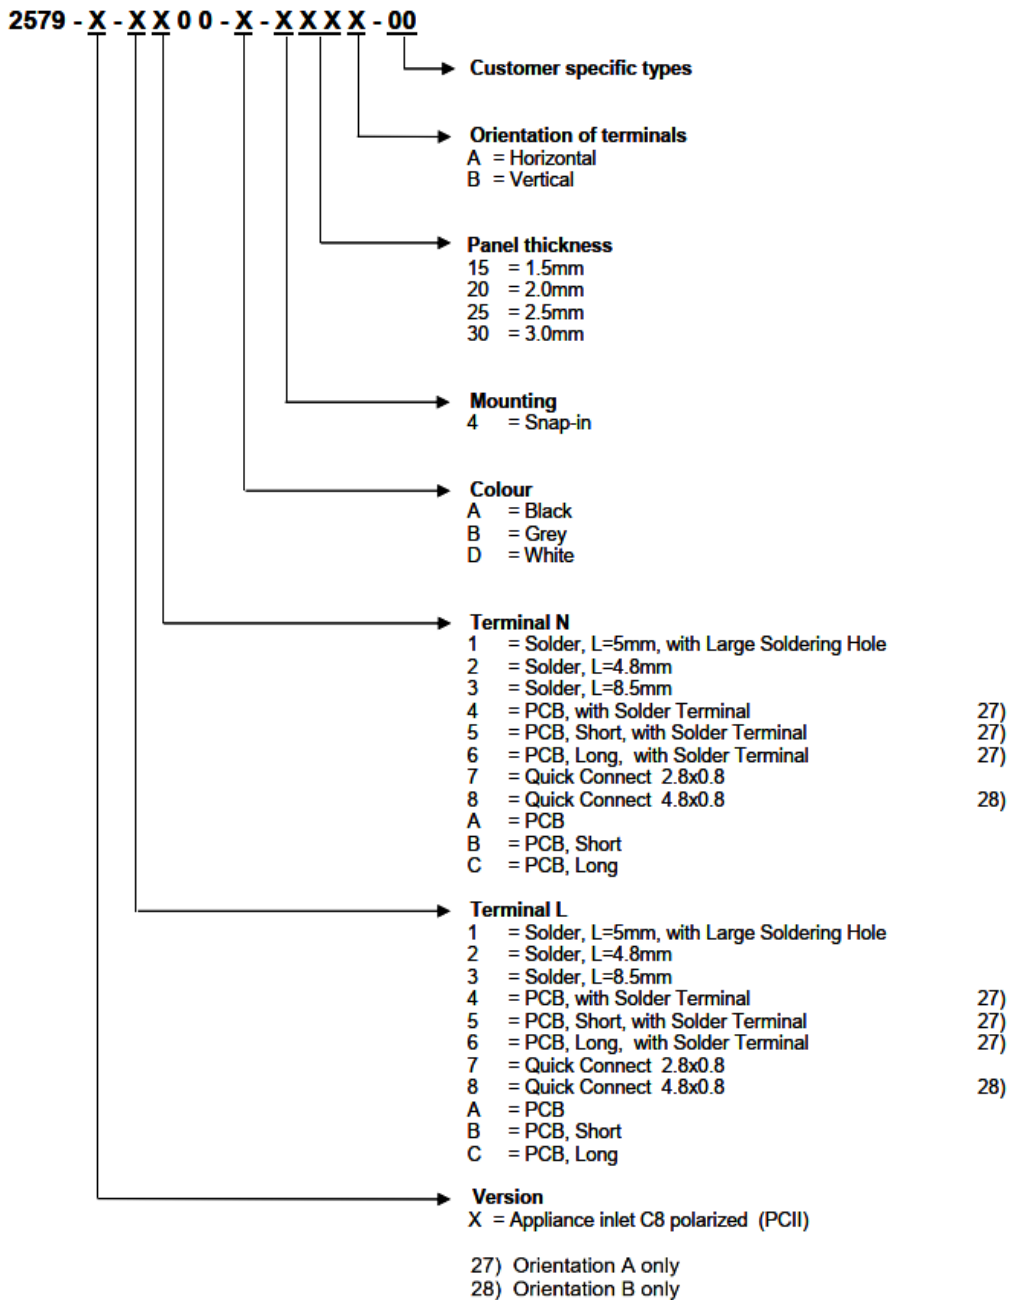 2579 - X - X X 0 0 - X - X X X X - 00
Customer specific types
Orientation of terminals
A = Horizontal
B = Vertical
Panel thickness
15 = 1.5mm
20 = 2.0mm
25 = 2.5mm
30 = 3.0mm
Mounting
4 = Snap-in
Colour
A = Black
B = Grey
D = White
Terminal N
1 = Solder, L=5mm, with Large Soldering Hole
2 = Solder, L=4.8mm
3 = Solder, L=8.5mm
4 = PCB, with Solder Terminal 27)
5 = PCB, Short, with Solder Terminal 27)
6 = PCB, Long, with Solder Terminal 27)
7 = Quick Connect 2.8x0.8
8 = Quick Connect 4.8x0.8 28)
A = PCB
B = PCB, Short
C = PCB, Long
Terminal L
1 = Solder, L=5mm, with Large Soldering Hole
2 = Solder, L=4.8mm
3 = Solder, L=8.5mm
4 = PCB, with Solder Terminal 27)
5 = PCB, Short, with Solder Terminal 27)
6 = PCB, Long, with Solder Terminal 27)
7 = Quick Connect 2.8x0.8
8 = Quick Connect 4.8x0.8 28)
A = PCB
B = PCB, Short
C = PCB, Long
Version
X = Appliance inlet C8 polarized (PCII)
27) Orientation A only
28) Orientation B only